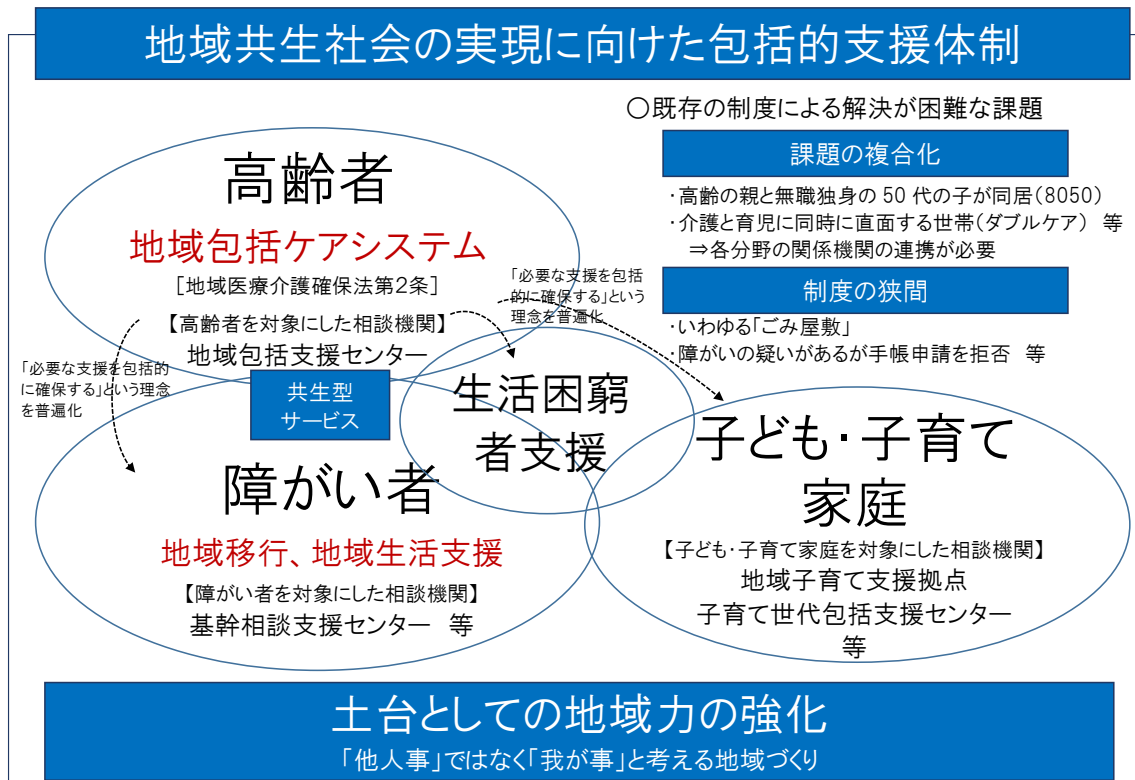 地域共生社会の実現に向けた包括的支援体制
○既存の制度による解決が困難な課題
課題の複合化
・高齢の親と無職独身の50代の子が同居(8050)
・介護と育児に同時に直面する世帯(ダブルケア) 等
⇒各分野の関係機関の連携が必要
制度の狭間
・いわゆる「ごみ屋敷」
・障がいの疑いがあるが手帳申請を拒否 等
高齢者
地域包括ケアシステム
[地域医療介護確保法第2条]
【高齢者を対象にした相談機関】
地域包括支援センター
「必要な支援を包括
的に確保する」という
理念を普遍化
「必要な支援を包括的
に確保する」という理念
を普遍化
共生型
サービス
生活困窮
者支援
障がい者
地域移行、地域生活支援
【障がい者を対象にした相談機関】
基幹相談支援センター 等
子ども・子育て
家庭
【子ども・子育て家庭を対象にした相談機関】
地域子育て支援拠点
子育て世代包括支援センター
等
土台としての地域力の強化
「他人事」ではなく「我が事」と考える地域づくり